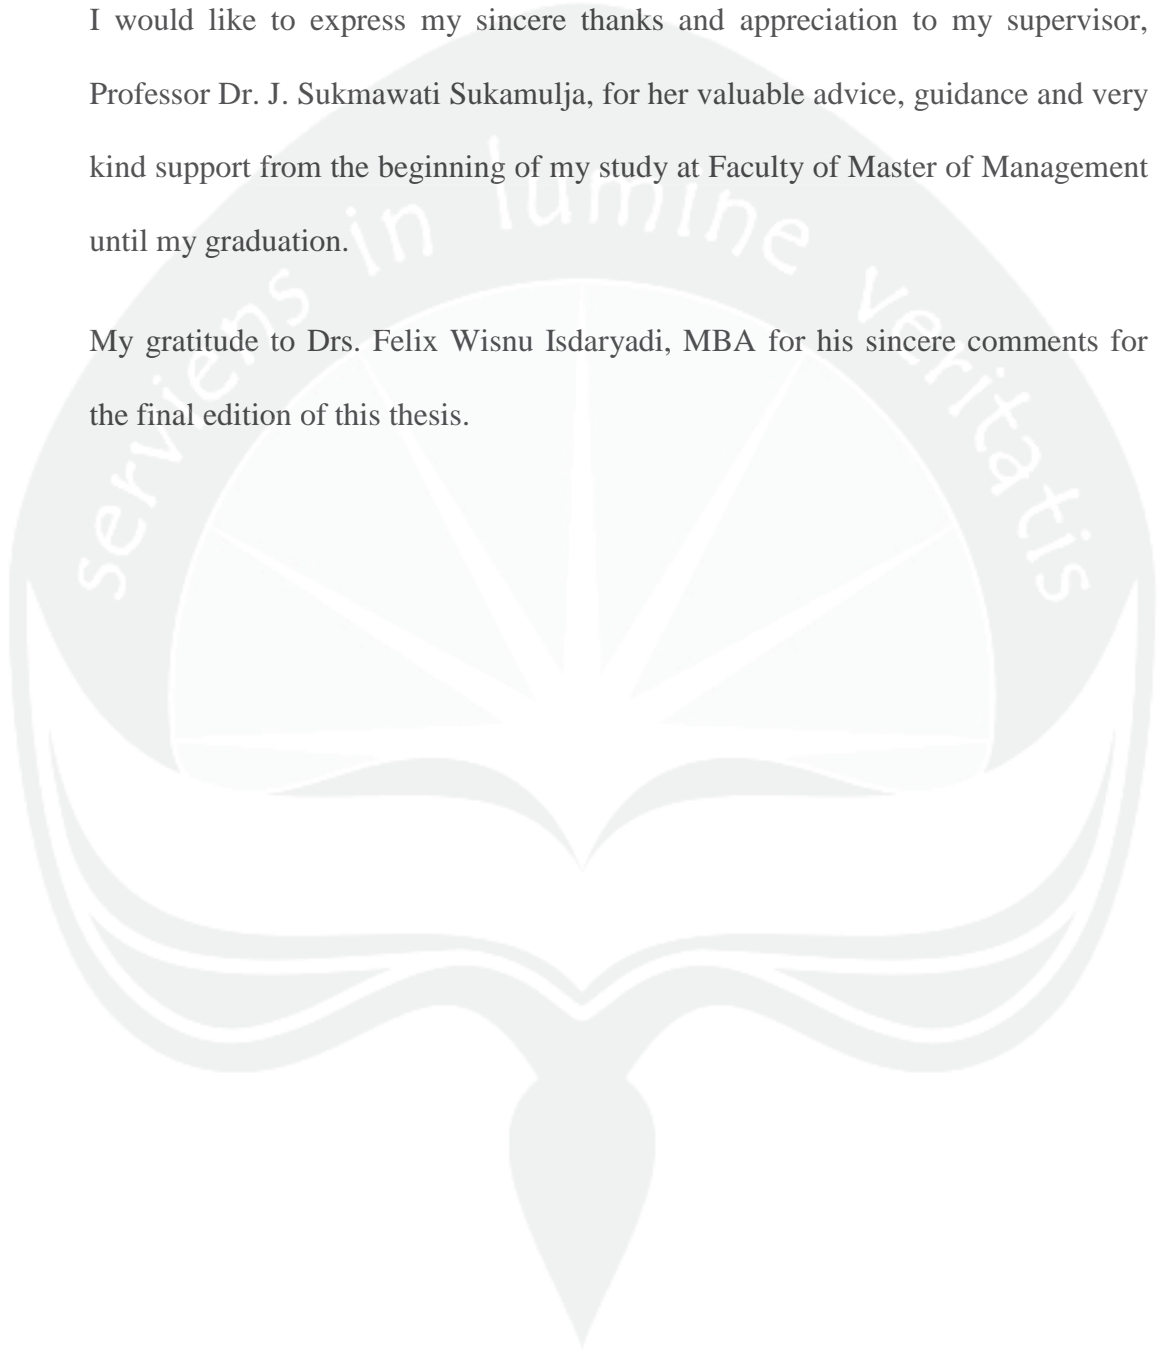 I would like to express my sincere thanks and appreciation to my supervisor,
Professor Dr. J. Sukmawati Sukamulja, for her valuable advice, guidance and very
kind support from the beginning of my study at Faculty of Master of Management
until my graduation.
My gratitude to Drs. Felix Wisnu Isdaryadi, MBA for his sincere comments for
the final edition of this thesis.
serviens in lumine veritatis